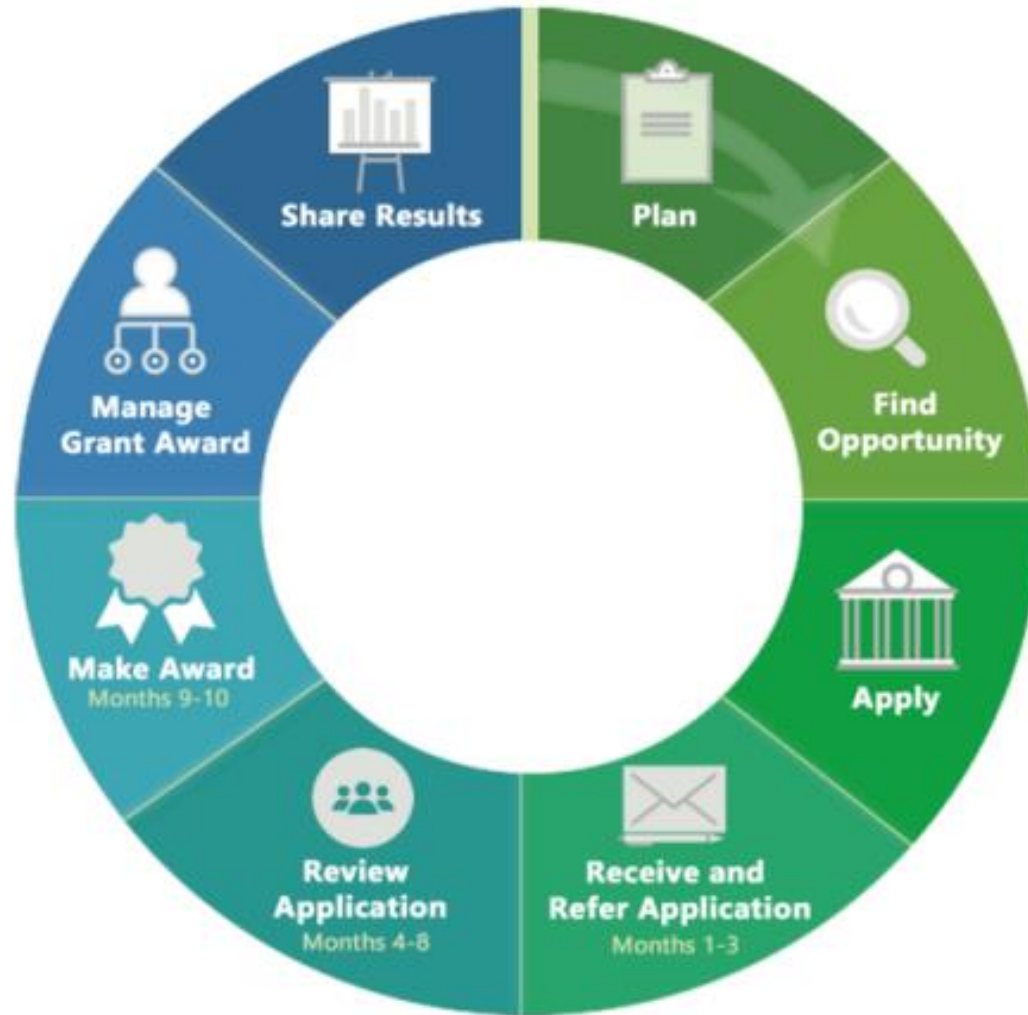 Plan
Find
Opportunity
Apply
Receive and
Refer Application
Months 1-3
Review
Application
Months 4-8
Make Award
Months 9-10
Manage
Grant Award
Share Results